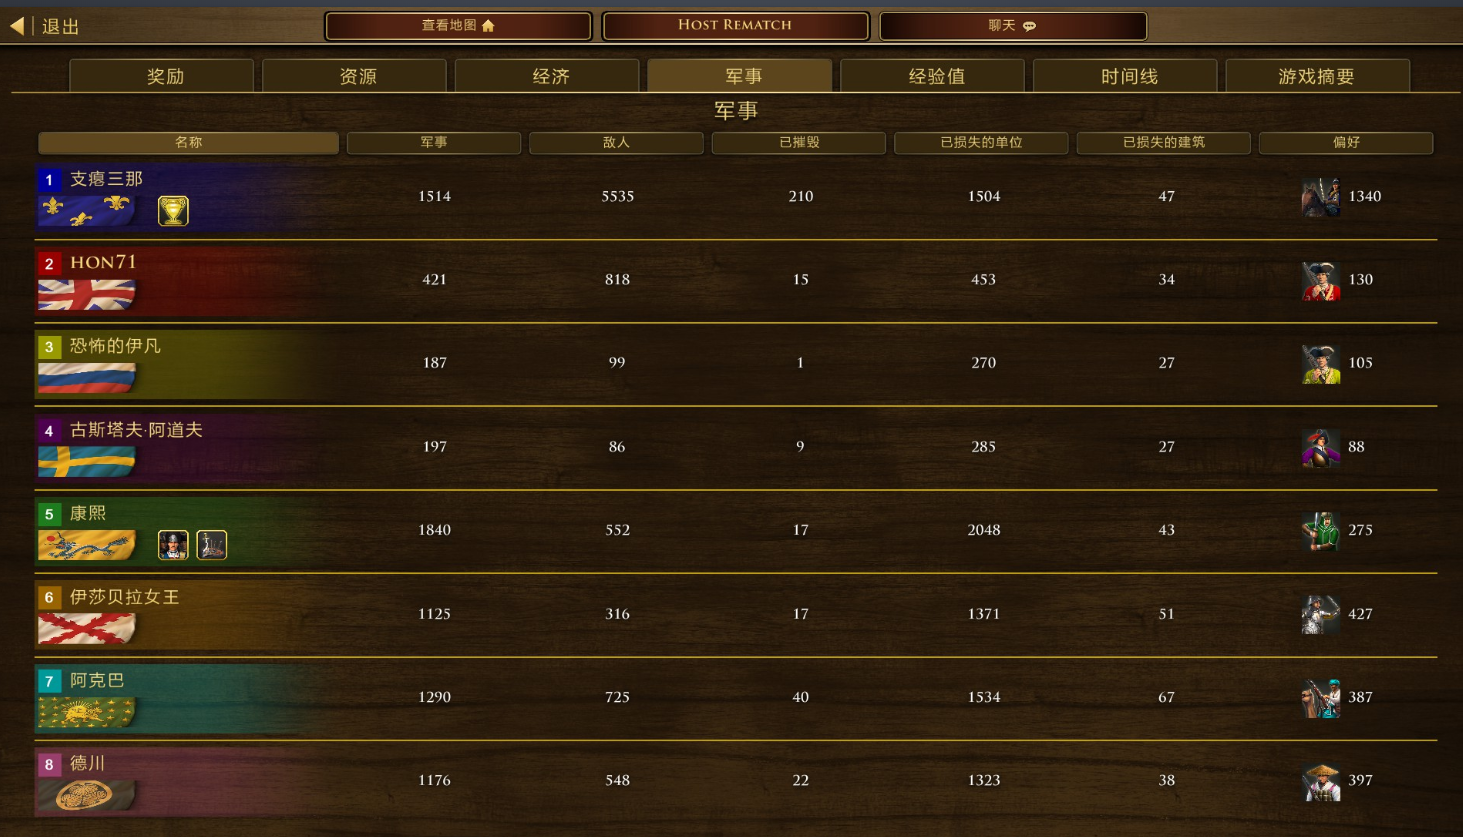 退出
查看地图
HOST REMATCH
聊天
奖励
资源
经济
军事
经验值
时间线
游戏摘要
军事
名称 军事 敌人 已摧毁 已损失的单位 已损失的建筑 偏好
1 支瘪三那 1514 5535 210 1504 47 1340
2 HON71 421 818 15 453 34 130
3 恐怖的伊凡 187 99 1 270 27 105
4 古斯塔夫·阿道夫 197 86 9 285 27 88
5 康熙 1840 552 17 2048 43 275
6 伊莎贝拉女王 1125 316 17 1371 51 427
7 阿克巴 1290 725 40 1534 67 387
8 德川 1176 548 22 1323 38 397